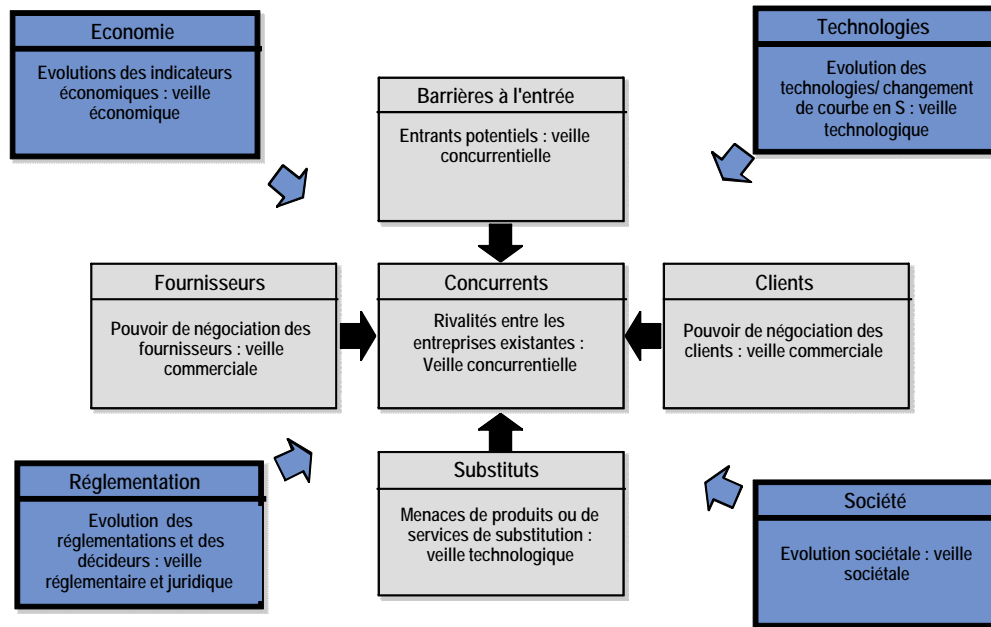 Economie
Evolutions des indicateurs
économiques : veille
économique
Technologies
Evolution des
technologies/ changement
de courbe en S : veille
technologique
Barrières à l'entrée
Entrants potentiels : veille
concurrentielle
Fournisseurs
Pouvoir de négociation des
fournisseurs : veille
commerciale
Concurrents
Rivalités entre les
entreprises existantes :
Veille concurrentielle
Clients
Pouvoir de négociation des
clients : veille commerciale
Réglementation
Evolution des
réglementations et des
décideurs : veille
réglementaire et juridique
Substituts
Menaces de produits ou de
services de substitution :
veille technologique
Société
Evolution sociétale : veille
sociétale